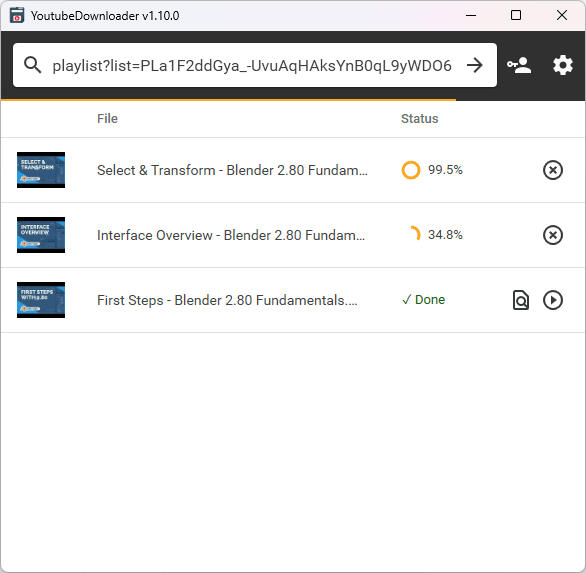 YoutubeDownloader v1.10.0
playlist?list=PLa1F2ddGya_-UvuAqHAksYnB0qL9yWDO6
File Status
SELECT & TRANSFORM
Select & Transform - Blender 2.80 Fundam... 99.5%
INTERFACE OVERVIEW
Interface Overview - Blender 2.80 Fundam... 34.8%
FIRST STEPS WITH 2.80
First Steps - Blender 2.80 Fundamentals.... ✓ Done